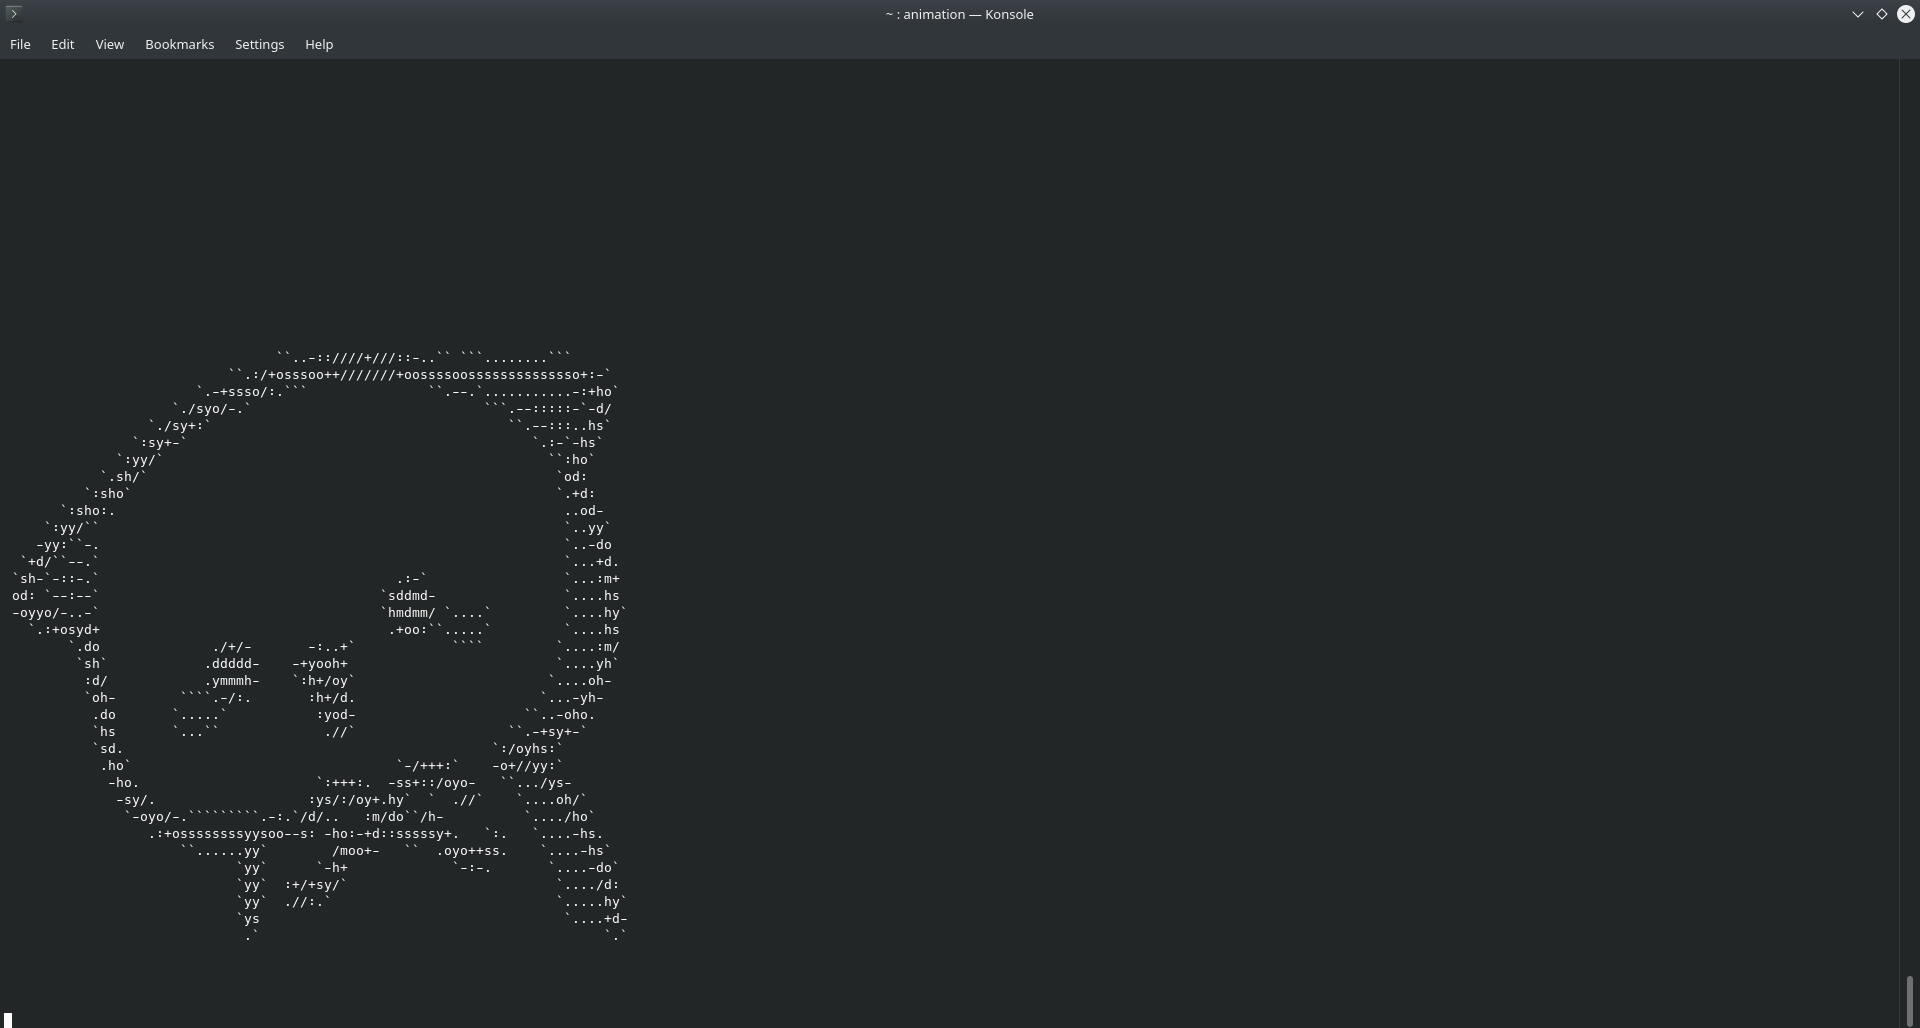 ~ : animation — Konsole
File Edit View Bookmarks Settings Help
                                  ``..-::////+///::-..`` ```........```
                            ``.:/+osssoo++///////+oossssoossssssssssssso+:-`
                        `.-+ssso/:.```               ``.--.`...........-:+ho`
                     `./syo/-.`                             ```.--:::::-`-d/
                  `./sy+:`                                     ``.--:::..hs`
                `:sy+-`                                           `.:-`-hs`
              `:yy/`                                                ``:ho`
            `.sh/`                                                   `od:
          `:sho`                                                     `.+d:
       `:sho:.                                                        ..od-
     `:yy/``                                                          `..yy`
    -yy:``-.                                                          `..-do
  `+d/``--.`                                                          `...+d.
 `sh-`-::-.`                                     .:-`                 `...:m+
 od: `--:--`                                   `sddmd-                `....hs
 -oyyo/-..-`                                   `hmdmm/ `....`         `....hy`
   `.:+osyd+                                    .+oo:``.....`         `....hs
        `.do              ./+/-       -:..+`            ````         `....:m/
         `sh`            .ddddd-    -+yooh+                          `....yh`
          :d/            .ymmmh-    `:h+/oy`                        `....oh-
          `oh-        ````.-/:.       :h+/d.                       `...-yh-
           .do       `.....`           :yod-                     ``..-oho.
           `hs       `...``             .//`                   ``.-+sy+-`
           `sd.                                              `:/oyhs:`
            .ho`                                 `-/+++:`    -o+//yy:`
             -ho.                      `:+++:.  -ss+::/oyo-   ``.../ys-
              -sy/.                   :ys/:/oy+.hy`  `  .//`    `....oh/`
               `-oyo/-.`````````.-:.`/d/..   :m/do``/h-          `..../ho`
                  .:+ossssssssyysoo--s: -ho:-+d::sssssy+.   `:.   `....-hs.
                      ``......yy`        /moo+-   ``  .oyo++ss.    `....-hs`
                             `yy`      `-h+             `-:-.       `....-do`
                             `yy`  :+/+sy/`                          `..../d:
                             `yy`  .//:.`                            `.....hy`
                             `ys                                      `....+d-
                              .`                                           `.`